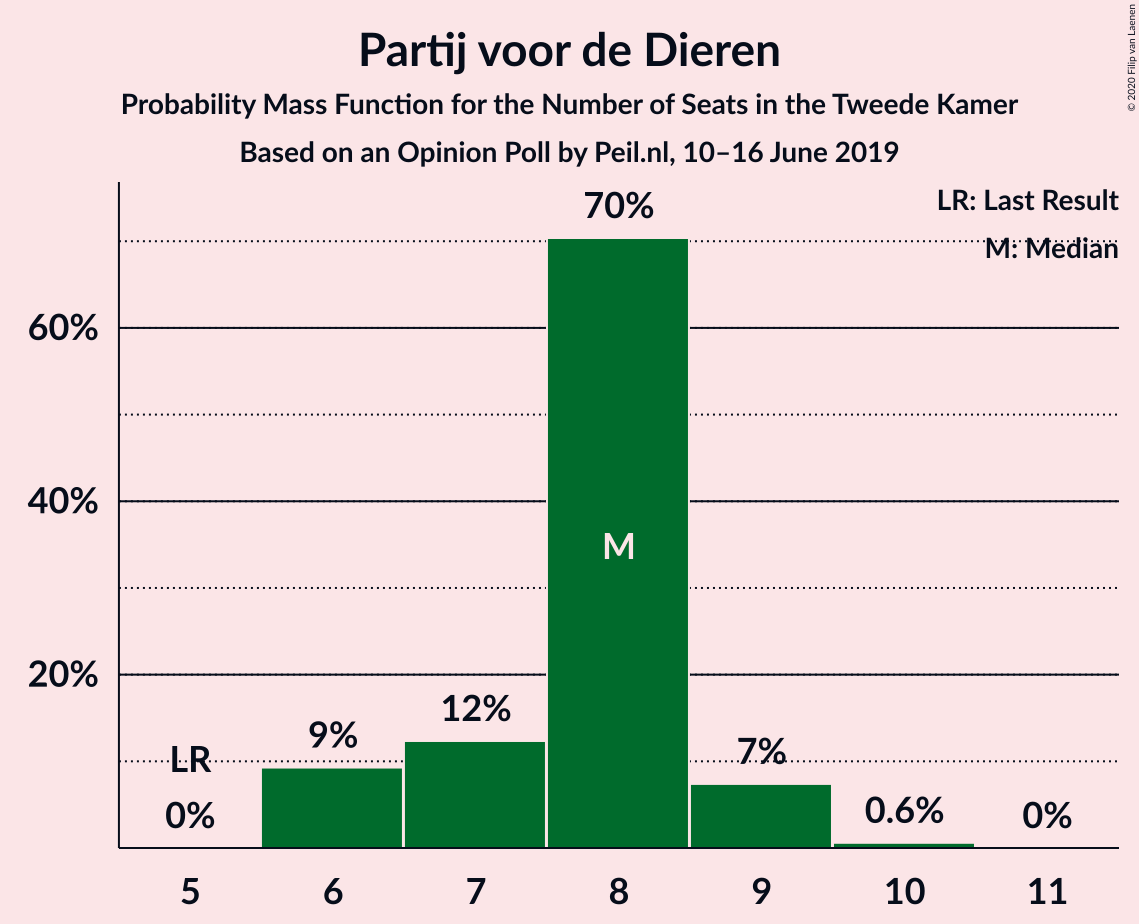 Partij voor de Dieren
Probability Mass Function for the Number of Seats in the Tweede Kamer
Based on an Opinion Poll by Peil.nl, 10–16 June 2019
© 2020 Filip van Laenen
LR: Last Result
M: Median
70%
60%
40%
M
20%
12%
9%
7%
LR
0%
0.6%
0%
5 6 7 8 9 10 11